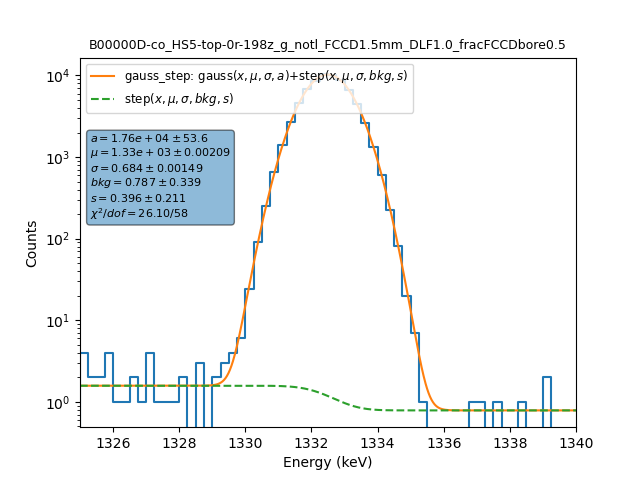 B00000D-co_HS5-top-0r-198z_g_notl_FCCD1.5mm_DLF1.0_fracFCCDbore0.5
gauss_step: gauss(x, μ, σ, a)+step(x, μ, σ, bkg, s)
step(x, μ, σ, bkg, s)
a = 1.76e + 04 ± 53.6
μ = 1.33e + 03 ± 0.00209
σ = 0.684 ± 0.00149
bkg = 0.787 ± 0.339
s = 0.396 ± 0.211
χ²/dof = 26.10/58
10⁴
10³
10²
10¹
10⁰
Counts
1326 1328 1330 1332 1334 1336 1338 1340
Energy (keV)